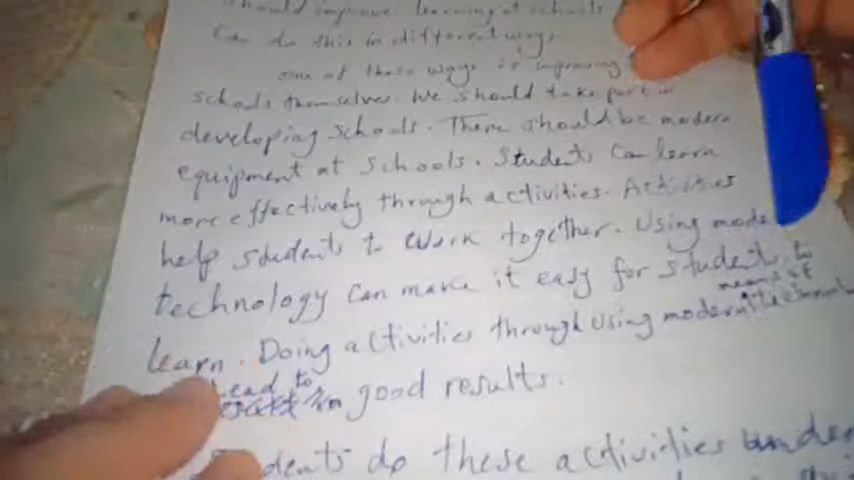 should improve learning at schools
Can do this in different ways
one of these ways is improving
schools themselves. We should take part in
developing schools. There should be modern
equipment at schools. Students can learn
more effectively through activities. Activities
help students to work together. Using mode
technology can make it easy for students to
means of
learn. Doing activities through using modern
Lead to
good results.
dents do these activities under